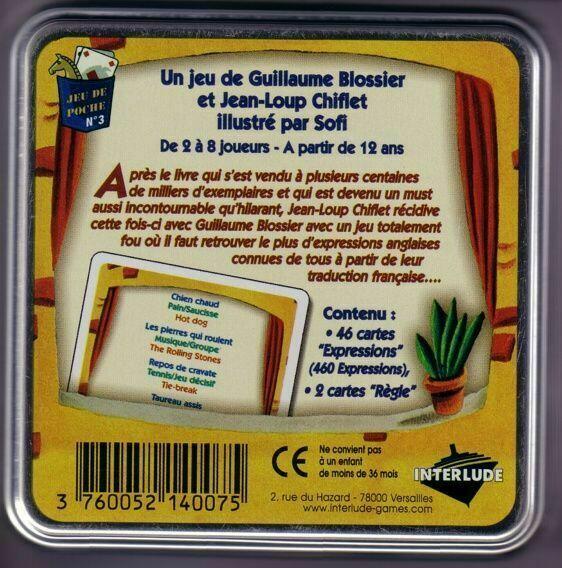 JEU DE
POCHE
N°3
Un jeu de Guillaume Blossier
et Jean-Loup Chiflet
illustré par Sofi
De 2 à 8 joueurs - A partir de 12 ans
Après le livre qui s'est vendu à plusieurs centaines
de milliers d'exemplaires et qui est devenu un must
aussi incontournable qu'hilarant, Jean-Loup Chiflet récidive
cette fois-ci avec Guillaume Blossier avec un jeu totalement
fou où il faut retrouver le plus d'expressions anglaises
connues de tous à partir de leur
traduction française....
Chien chaud
Pain/Saucisse
Hot dog
Les pierres qui roulent
Musique/Groupe
The Rolling Stones
Repos de cravate
Tennis/Jeu décisif
Tie-break
Taureau assis
Contenu :
• 46 cartes
"Expressions"
(460 Expressions),
• 2 cartes "Règle"
3 760052 140075
CE
Ne convient pas
à un enfant
de moins de 36 mois
INTERLUDE
2, rue du Hazard - 78000 Versailles
www.interlude-games.com